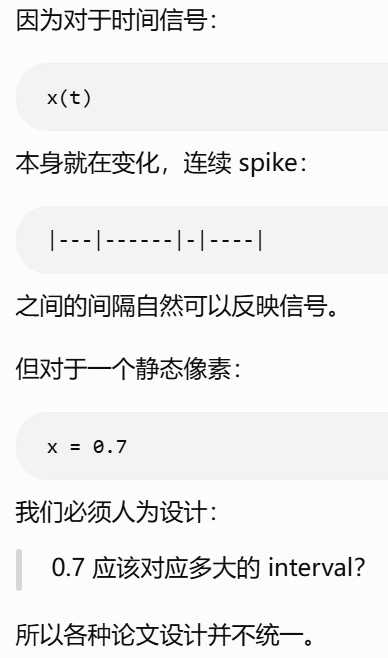 因为对于时间信号：
x(t)
本身就在变化，连续 spike：
|---|------|-|----|
之间的间隔自然可以反映信号。
但对于一个静态像素：
x = 0.7
我们必须人为设计：
0.7 应该对应多大的 interval？
所以各种论文设计并不统一。